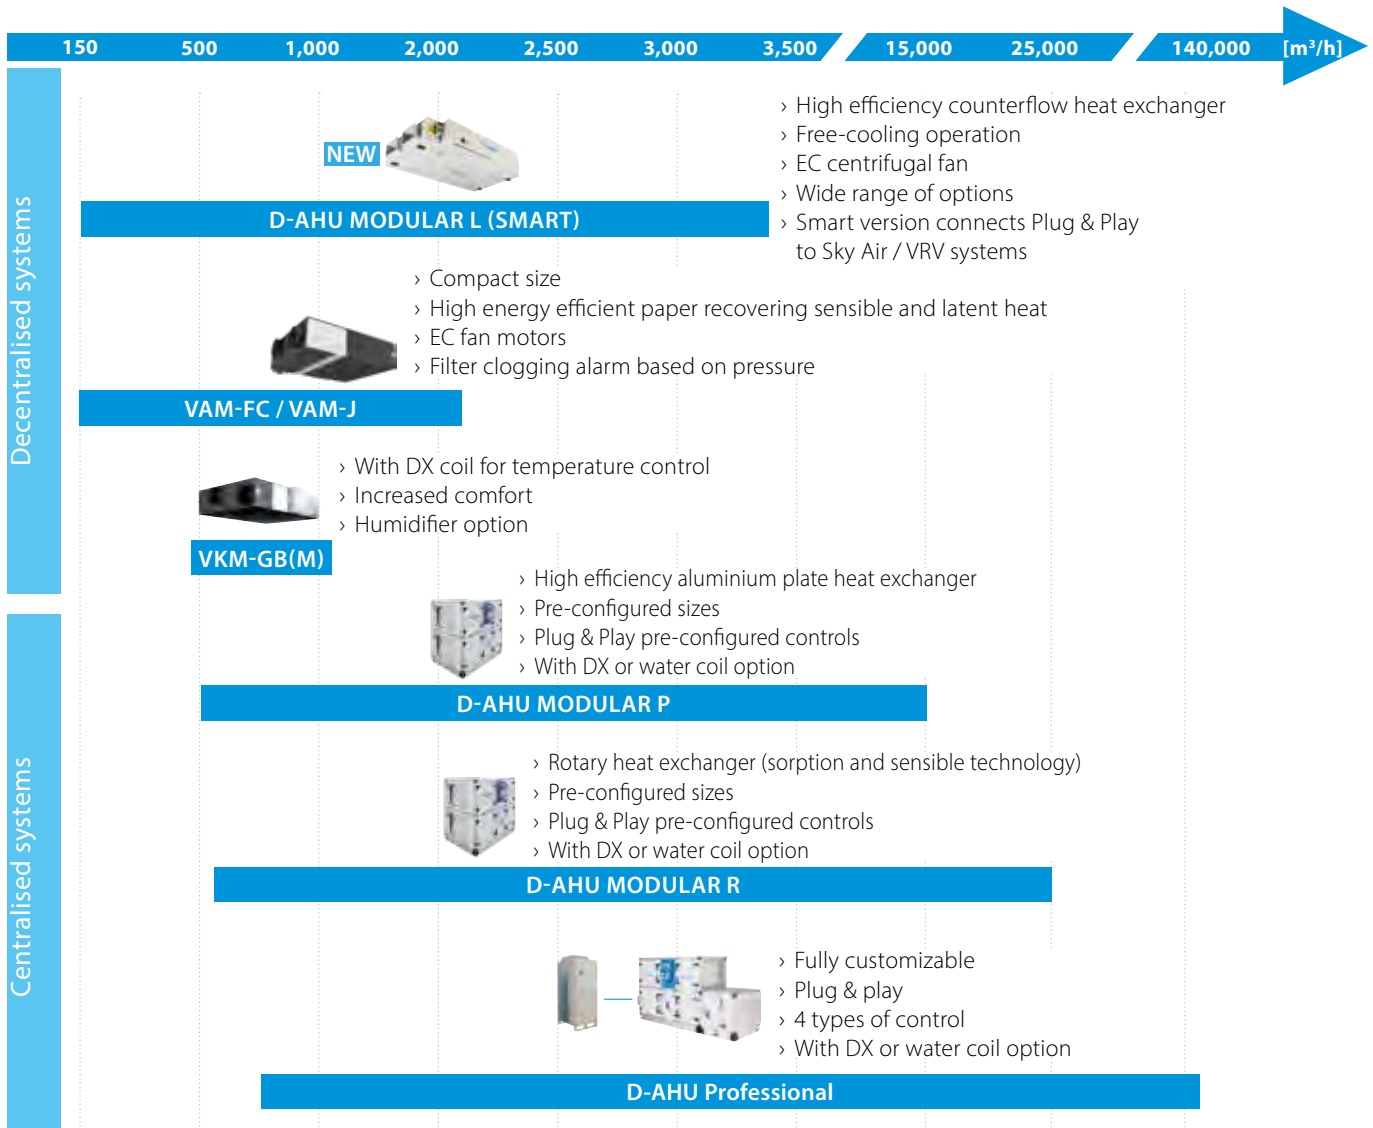 150 500 1,000 2,000 2,500 3,000 3,500 15,000 25,000 140,000 [m³/h]
Decentralised systems
› High efficiency counterflow heat exchanger
› Free-cooling operation
› EC centrifugal fan
› Wide range of options
› Smart version connects Plug & Play
to Sky Air / VRV systems
NEW
D-AHU MODULAR L (SMART)
› Compact size
› High energy efficient paper recovering sensible and latent heat
› EC fan motors
› Filter clogging alarm based on pressure
VAM-FC / VAM-J
› With DX coil for temperature control
› Increased comfort
› Humidifier option
VKM-GB(M)
Centralised systems
› High efficiency aluminium plate heat exchanger
› Pre-configured sizes
› Plug & Play pre-configured controls
› With DX or water coil option
D-AHU MODULAR P
› Rotary heat exchanger (sorption and sensible technology)
› Pre-configured sizes
› Plug & Play pre-configured controls
› With DX or water coil option
D-AHU MODULAR R
› Fully customizable
› Plug & play
› 4 types of control
› With DX or water coil option
D-AHU Professional